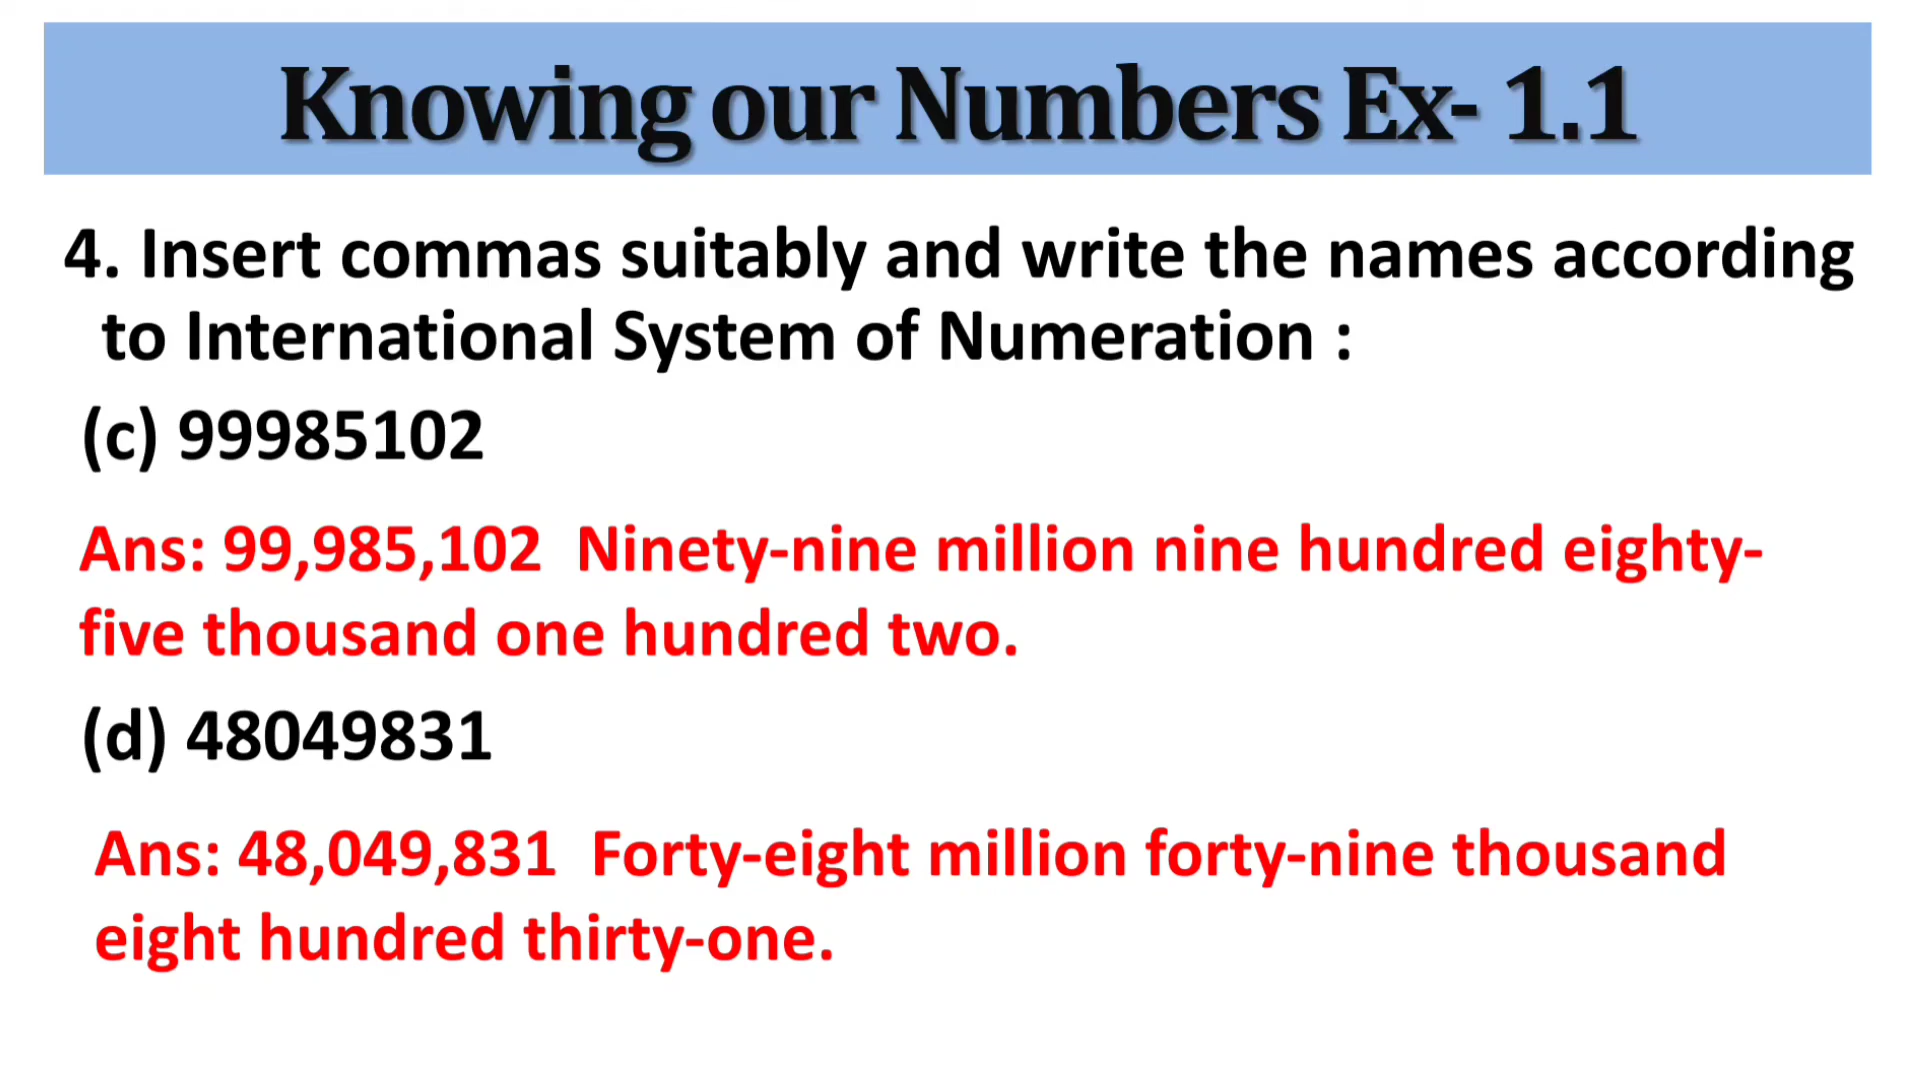 Knowing our Numbers Ex- 1.1
4. Insert commas suitably and write the names according
to International System of Numeration :
(c) 99985102
Ans: 99,985,102  Ninety-nine million nine hundred eighty-
five thousand one hundred two.
(d) 48049831
Ans: 48,049,831  Forty-eight million forty-nine thousand
eight hundred thirty-one.